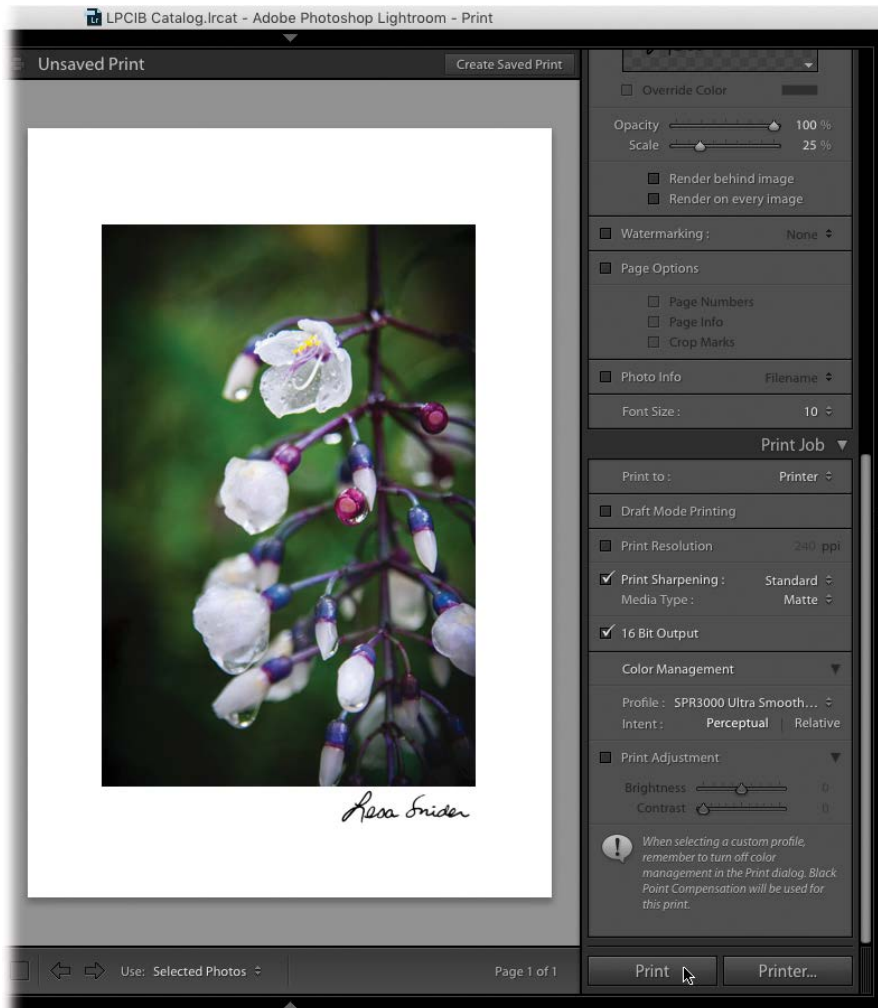 LPCIB Catalog.lrcat - Adobe Photoshop Lightroom - Print
Unsaved Print
Create Saved Print
Override Color
Opacity 100 %
Scale 25 %
Render behind image
Render on every image
Watermarking : None
Page Options
Page Numbers
Page Info
Crop Marks
Photo Info Filename
Font Size : 10
Print Job
Print to : Printer
Draft Mode Printing
Print Resolution 240 ppi
Print Sharpening : Standard
Media Type : Matte
16 Bit Output
Color Management
Profile : SPR3000 Ultra Smooth...
Intent : Perceptual Relative
Print Adjustment
Brightness 0
Contrast 0
When selecting a custom profile,
remember to turn off color
management in the Print dialog. Black
Point Compensation will be used for
this print.
Lesa Snider
Use: Selected Photos
Page 1 of 1
Print
Printer...